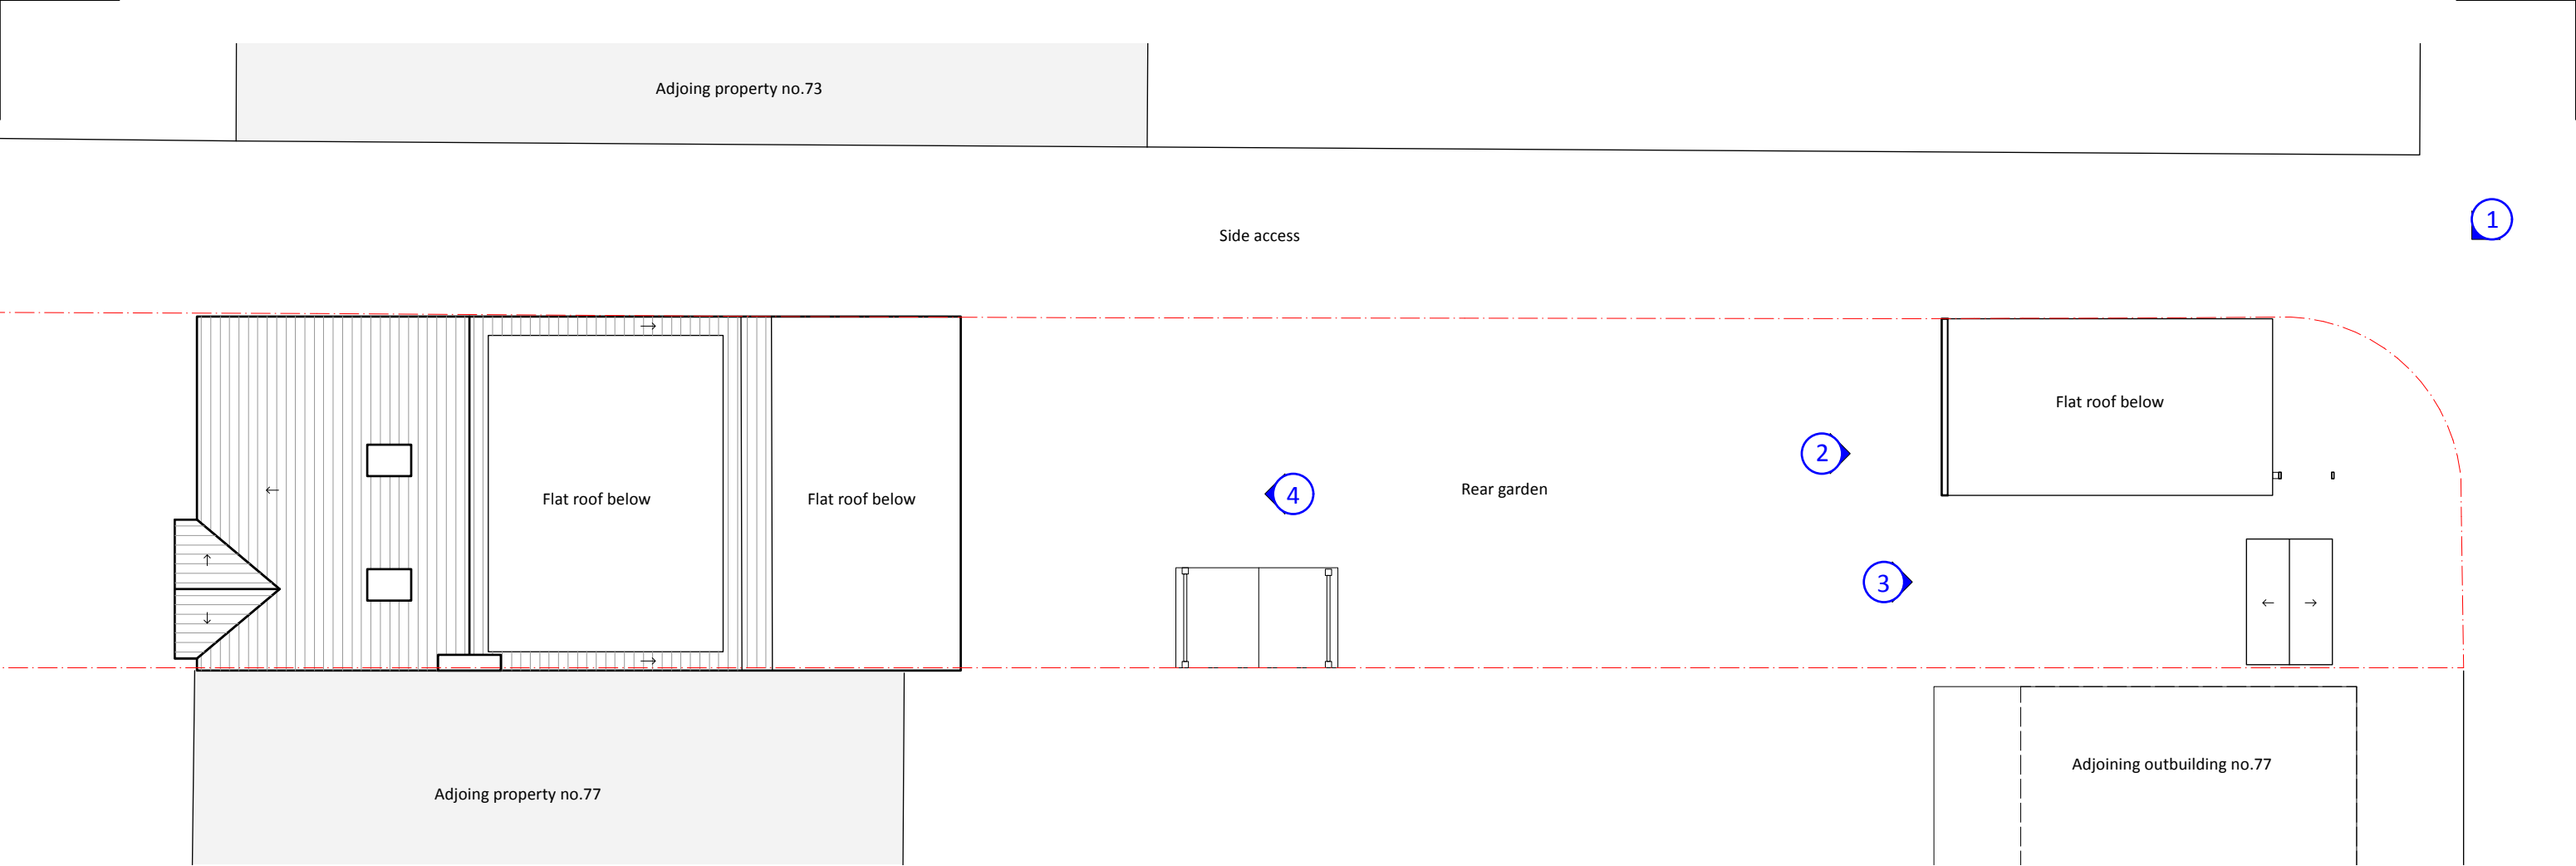 Adjoing property no.73
Side access
1
Flat roof below
2
Rear garden
4
Flat roof below
Flat roof below
3
Adjoining outbuilding no.77
Adjoing property no.77